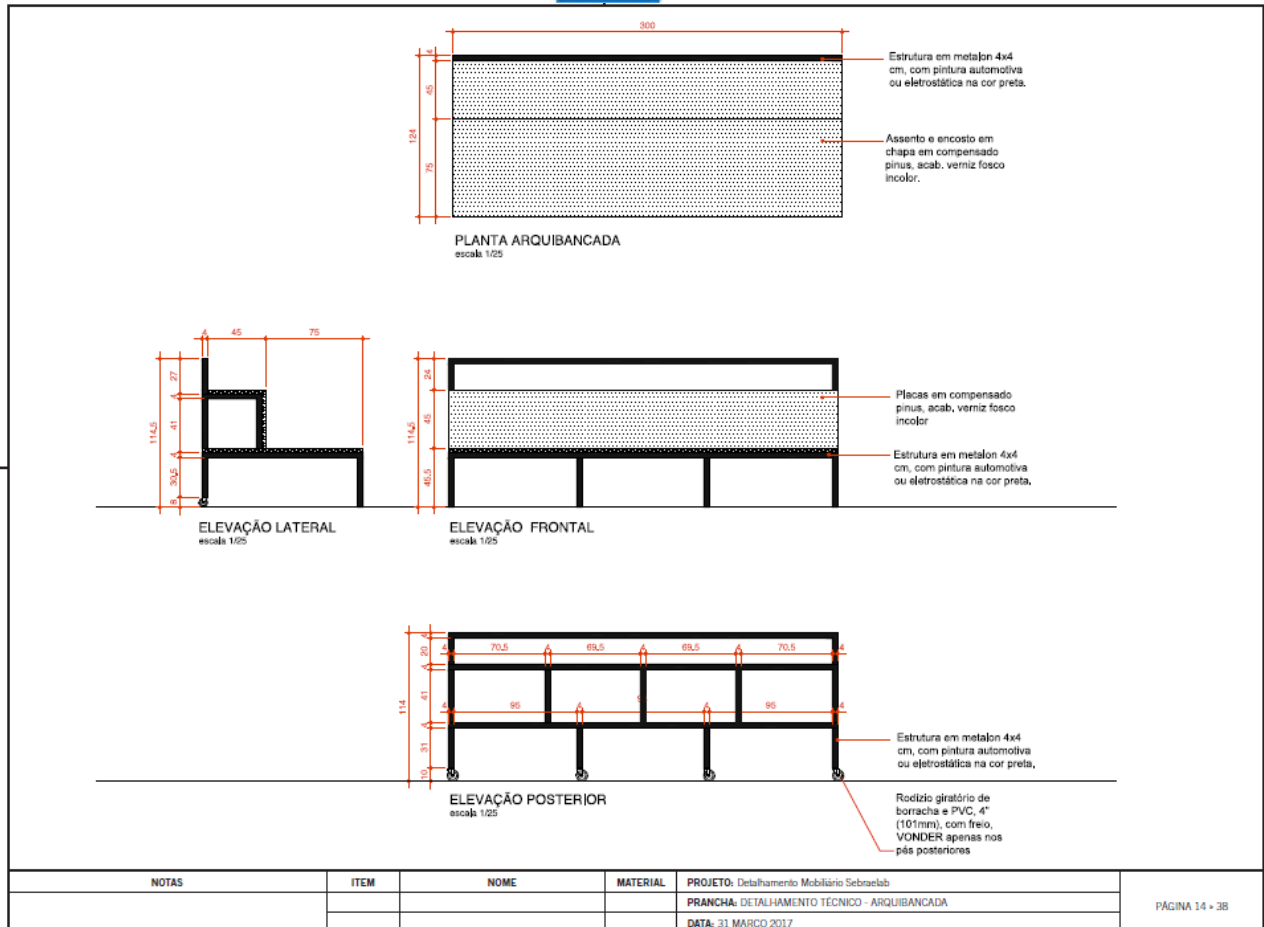 300
4
45
124
75
Estrutura em metalon 4x4
cm, com pintura automotiva
ou eletrostática na cor preta.
Assento e encosto em
chapa em compensado
pinus, acab. verniz fosco
incolor.
PLANTA ARQUIBANCADA
escala 1/25
4
45
75
27
4
41
114,5
4
30,5
8
ELEVAÇÃO LATERAL
escala 1/25
24
45
114,5
45,5
Placas em compensado
pinus, acab, verniz fosco
incolor
Estrutura em metalon 4x4
cm, com pintura automotiva
ou eletrostática na cor preta,
ELEVAÇÃO FRONTAL
escala 1/25
4
20
4
41
114
4
31
10
4 70,5 4 69,5 4 69,5 4 70,5 4
4 95 4 4 95 4
Estrutura em metalon 4x4
cm, com pintura automotiva
ou eletrostática na cor preta,
Rodízio giratório de
borracha e PVC, 4"
(101mm), com freio,
VONDER apenas nos
pés posteriores
ELEVAÇÃO POSTERIOR
escala 1/25
NOTAS
ITEM
NOME
MATERIAL
PROJETO: Detalhamento Mobiliário Sebraelab
PRANCHA: DETALHAMENTO TÉCNICO - ARQUIBANCADA
DATA: 31 MARÇO 2017
PÁGINA 14 » 38